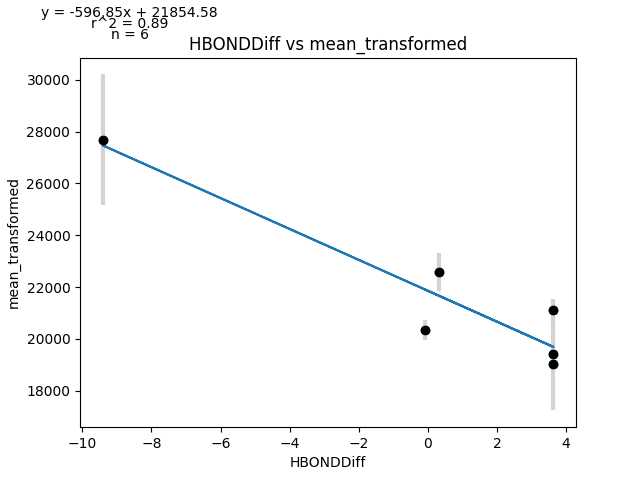 y = -596.85x + 21854.58
r^2 = 0.89
n = 6
HBONDDiff vs mean_transformed
30000
28000
26000
24000
22000
20000
18000
mean_transformed
−10 −8 −6 −4 −2 0 2 4
HBONDDiff